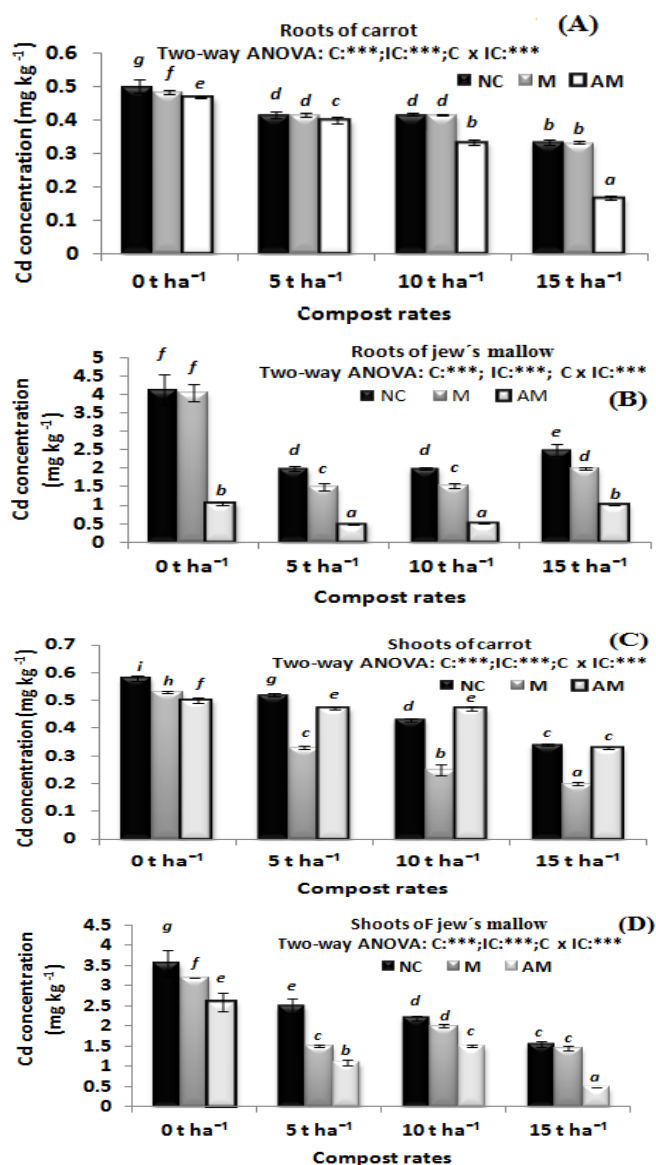 Roots of carrot (A)
Two-way ANOVA: C:***;IC:***;C x IC:***
NC M AM
Cd concentration (mg kg⁻¹)
0.6
0.5
0.4
0.3
0.2
0.1
0
g f e d d c d d b b b a
0 t ha⁻¹ 5 t ha⁻¹ 10 t ha⁻¹ 15 t ha⁻¹
Compost rates
Roots of jew´s mallow
Two-way ANOVA: C:***; IC:***; C x IC:***
(B)
NC M AM
Cd concentration
(mg kg⁻¹)
5
4.5
4
3.5
3
2.5
2
1.5
1
0.5
0
f f b d c a d c a e d b
0 t ha⁻¹ 5 t ha⁻¹ 10 t ha⁻¹ 15 t ha⁻¹
Compost rates
Shoots of carrot (C)
Two-way ANOVA: C:***;IC:***;C x IC:***
NC M AM
Cd concentration (mg kg⁻¹)
0.7
0.6
0.5
0.4
0.3
0.2
0.1
0
i h f g c e d b e c a c
0 t ha⁻¹ 5 t ha⁻¹ 10 t ha⁻¹ 15 t ha⁻¹
Compost rates
Shoots oF jew´s mallow (D)
Two-way ANOVA: C:***;IC:***;C x IC:***
NC M AM
Cd concentration
(mg kg⁻¹)
4.5
4
3.5
3
2.5
2
1.5
1
0.5
0
g f e e c b d d c c c a
0 t ha⁻¹ 5 t ha⁻¹ 10 t ha⁻¹ 15 t ha⁻¹
Compost rates